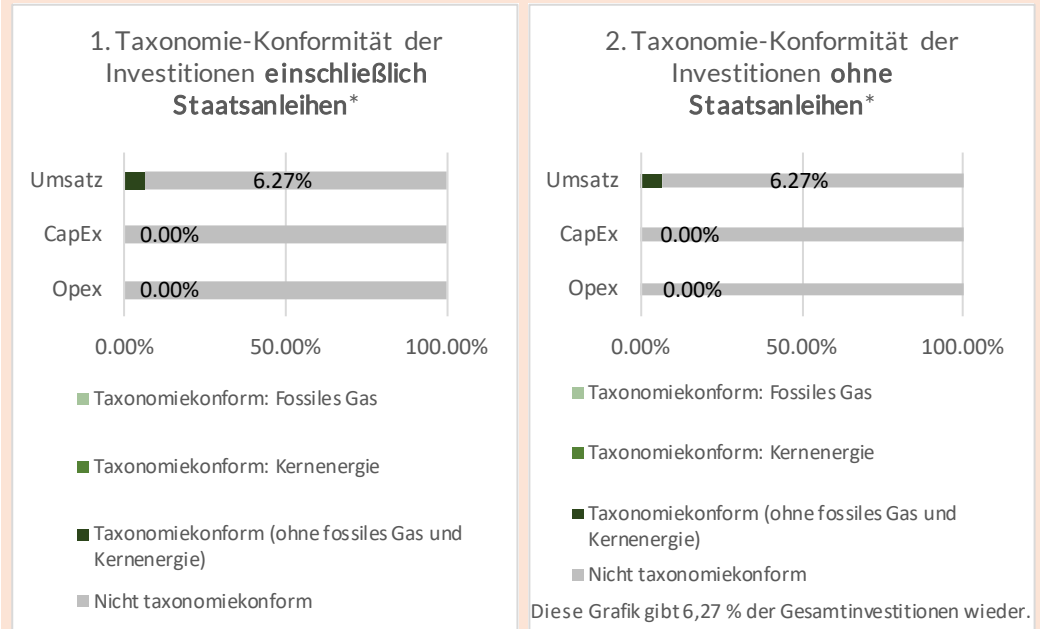 1. Taxonomie-Konformität der
Investitionen einschließlich
Staatsanleihen*
Umsatz
6.27%
CapEx
0.00%
Opex
0.00%
0.00% 50.00% 100.00%
Taxonomiekonform: Fossiles Gas
Taxonomiekonform: Kernenergie
Taxonomiekonform (ohne fossiles Gas und
Kernenergie)
Nicht taxonomiekonform
2. Taxonomie-Konformität der
Investitionen ohne
Staatsanleihen*
Umsatz
6.27%
CapEx
0.00%
Opex
0.00%
0.00% 50.00% 100.00%
Taxonomiekonform: Fossiles Gas
Taxonomiekonform: Kernenergie
Taxonomiekonform (ohne fossiles Gas und
Kernenergie)
Nicht taxonomiekonform
Diese Grafik gibt 6,27 % der Gesamtinvestitionen wieder.